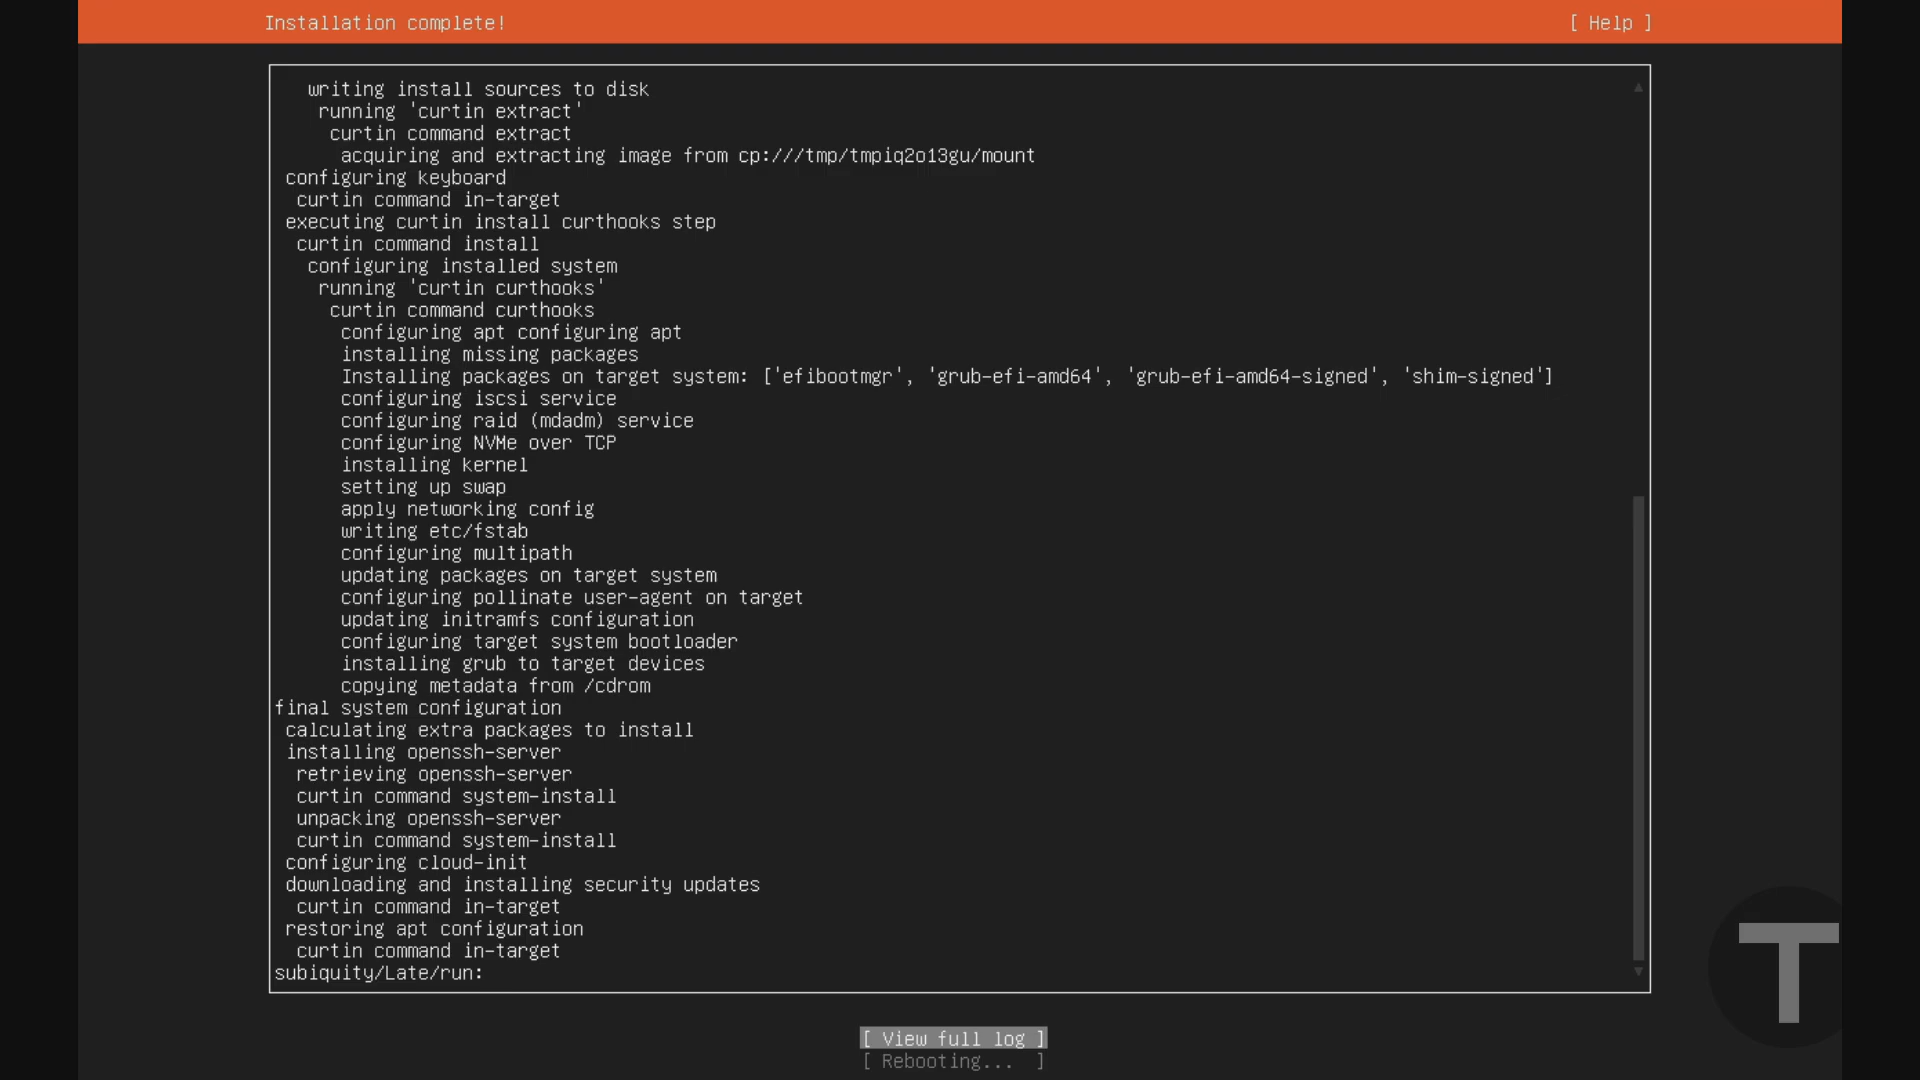 Installation complete!
[ Help ]
writing install sources to disk
running 'curtin extract'
curtin command extract
acquiring and extracting image from cp:///tmp/tmpiq2o13gu/mount
configuring keyboard
curtin command in-target
executing curtin install curthooks step
curtin command install
configuring installed system
running 'curtin curthooks'
curtin command curthooks
configuring apt configuring apt
installing missing packages
Installing packages on target system: ['efibootmgr', 'grub-efi-amd64', 'grub-efi-amd64-signed', 'shim-signed']
configuring iscsi service
configuring raid (mdadm) service
configuring NVMe over TCP
installing kernel
setting up swap
apply networking config
writing etc/fstab
configuring multipath
updating packages on target system
configuring pollinate user-agent on target
updating initramfs configuration
configuring target system bootloader
installing grub to target devices
copying metadata from /cdrom
final system configuration
calculating extra packages to install
installing openssh-server
retrieving openssh-server
curtin command system-install
unpacking openssh-server
curtin command system-install
configuring cloud-init
downloading and installing security updates
curtin command in-target
restoring apt configuration
curtin command in-target
subiquity/Late/run:
[ View full log ]
[ Rebooting... ]
T